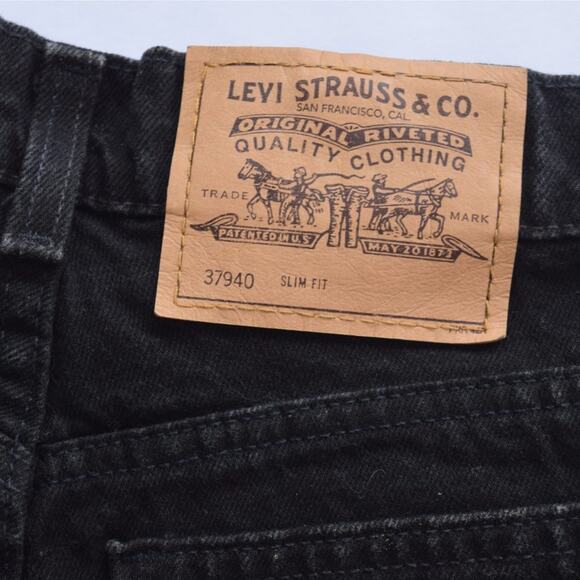 LEVI STRAUSS & CO.
SAN FRANCISCO, CAL.
ORIGINAL RIVETED
QUALITY CLOTHING
TRADE MARK
PATENTED IN U.S MAY 20 1873
37940 SLIM FIT